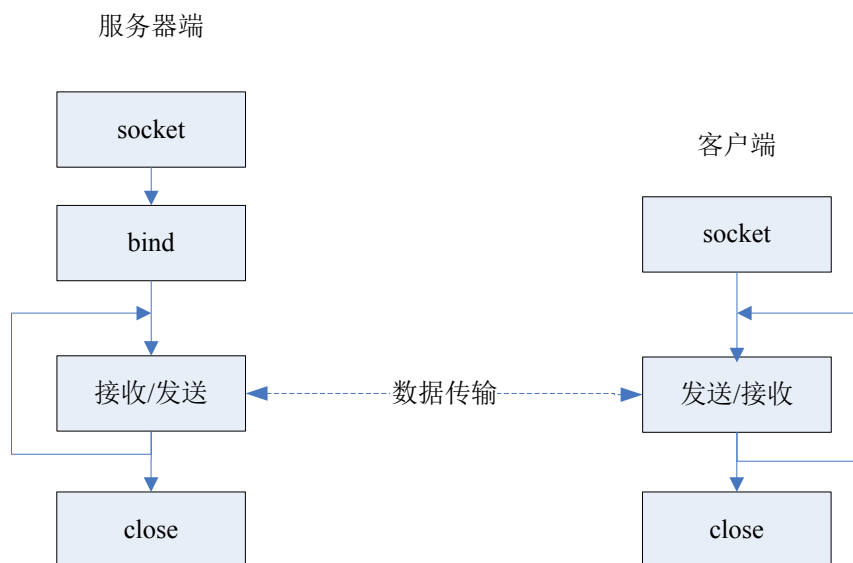 服务器端
socket
bind
接收/发送
close
数据传输
客户端
socket
发送/接收
close